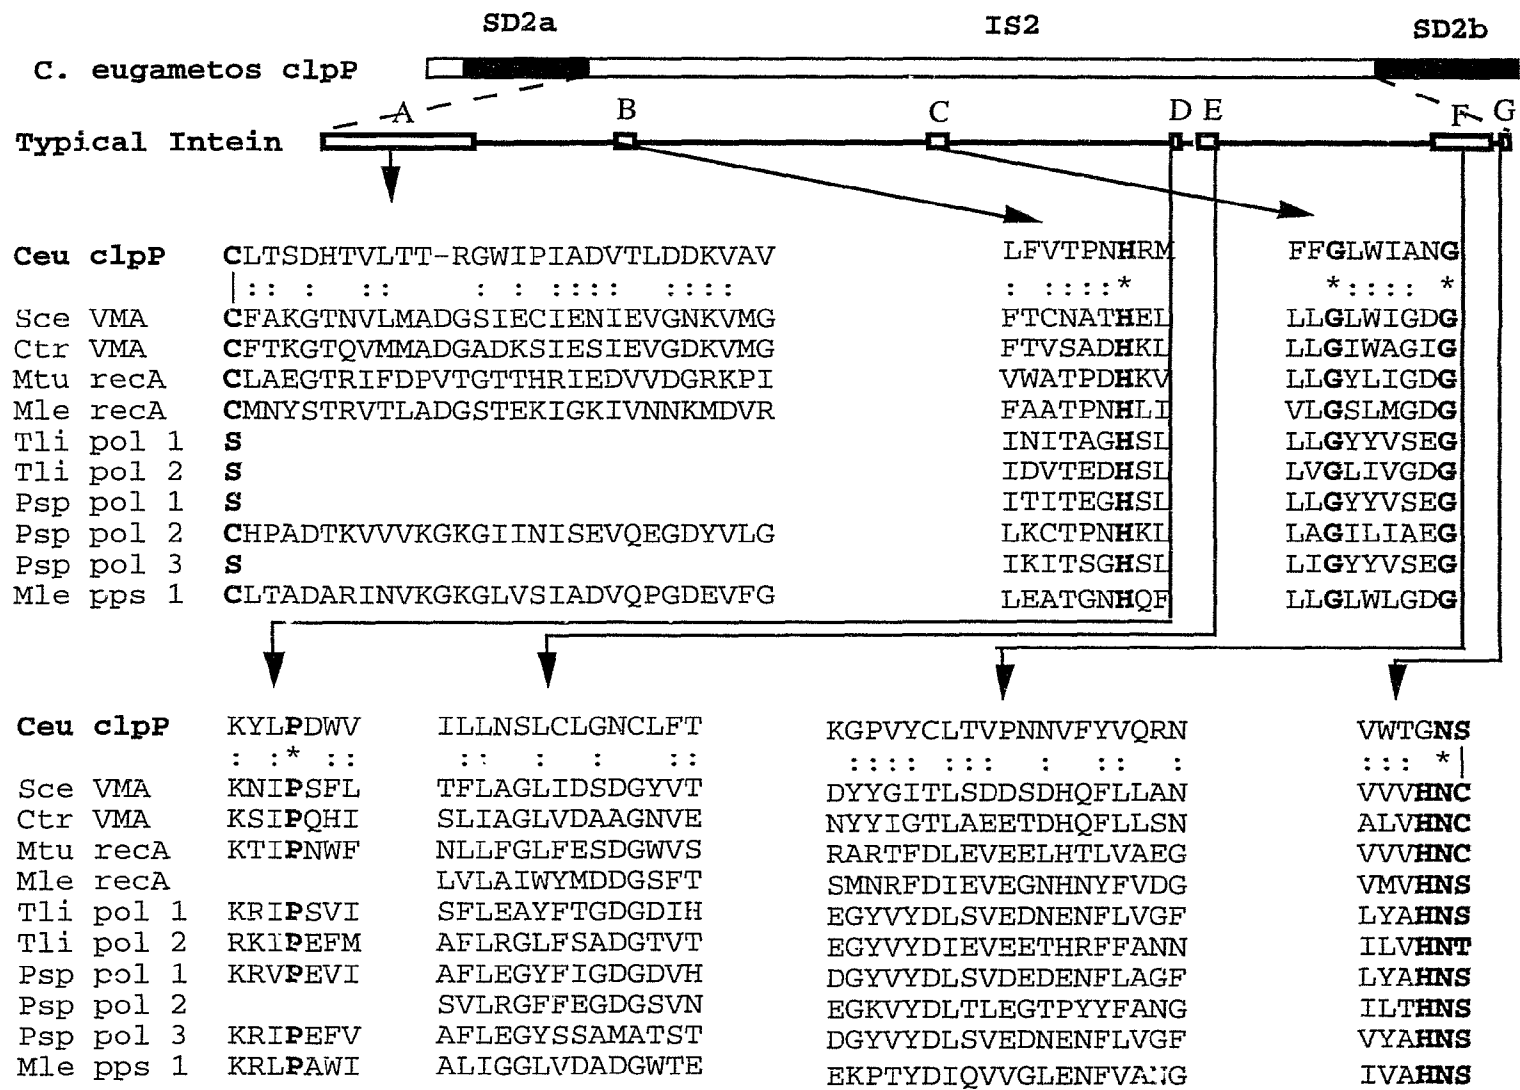 SD2a IS2 SD2b
C. eugametos clpP
A B C D E F G
Typical Intein
Ceu clpP CLTSDHTVLTT-RGWIPIADVTLDDKVAV LFVTPNHRM FFGLWIANG
|:: : :: : : :::: :::: : ::::* *:::: *
Sce VMA CFAKGTNVLMADGSIECIENIEVGNKVMG FTCNATHEL LLGLWIGDG
Ctr VMA CFTKGTQVMMADGADKSIESIEVGDKVMG FTVSADHKL LLGIWAGIG
Mtu recA CLAEGTRIFDPVTGTTHRIEDVVDGRKPI VWATPDHKV LLGYLIGDG
Mle recA CMNYSTRVTLADGSTEKIGKIVNNKMDVR FAATPNHLI VLGSLMGDG
Tli pol 1 S INITAGHSL LLGYYVSEG
Tli pol 2 S IDVTEDHSL LVGLIVGDG
Psp pol 1 S ITITEGHSL LLGYYVSEG
Psp pol 2 CHPADTKVVVKGKGIINISEVQEGDYVLG LKCTPNHKL LAGILIAEG
Psp pol 3 S IKITSGHSL LIGYYVSEG
Mle pps 1 CLTADARINVKGKGLVSIADVQPGDEVFG LEATGNHQF LLGLWLGDG
Ceu clpP KYLPDWV ILLNSLCLGNCLFT KGPVYCLTVPNNVFYVQRN VWTGNS
: :* :: :: : : :: :::: ::: : :: : ::: *|
Sce VMA KNIPSFL TFLAGLIDSDGYVT DYYGITLSDDSDHQFLLAN VVVHNC
Ctr VMA KSIPQHI SLIAGLVDAAGNVE NYYIGTLAEETDHQFLLSN ALVHNC
Mtu recA KTIPNWF NLLFGLFESDGWVS RARTFDLEVEELHTLVAEG VVVHNC
Mle recA LVLAIWYMDDGSFT SMNRFDIEVEGNHNYFVDG VMVHNS
Tli pol 1 KRIPSVI SFLEAYFTGDGDIH EGYVYDLSVEDNENFLVGF LYAHNS
Tli pol 2 RKIPEFM AFLRGLFSADGTVT EGYVYDIEVEETHRFFANN ILVHNT
Psp pol 1 KRVPEVI AFLEGYFIGDGDVH DGYVYDLSVDEDENFLAGF LYAHNS
Psp pol 2 SVLRGFFEGDGSVN EGKVYDLTLEGTPYYFANG ILTHNS
Psp pol 3 KRIPEFV AFLEGYSSAMATST DGYVYDLSVEDNENFLVGF VYAHNS
Mle pps 1 KRLPAWI ALIGGLVDADGWTE IVAHNS